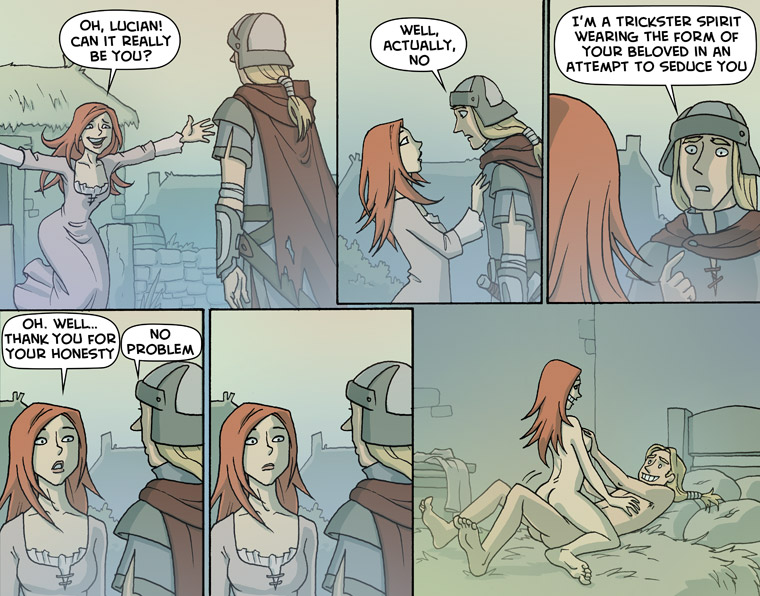 OH, LUCIAN!
CAN IT REALLY
BE YOU?
WELL,
ACTUALLY,
NO
I'M A TRICKSTER SPIRIT
WEARING THE FORM OF
YOUR BELOVED IN AN
ATTEMPT TO SEDUCE YOU
OH. WELL..
THANK YOU FOR
YOUR HONESTY
NO
PROBLEM